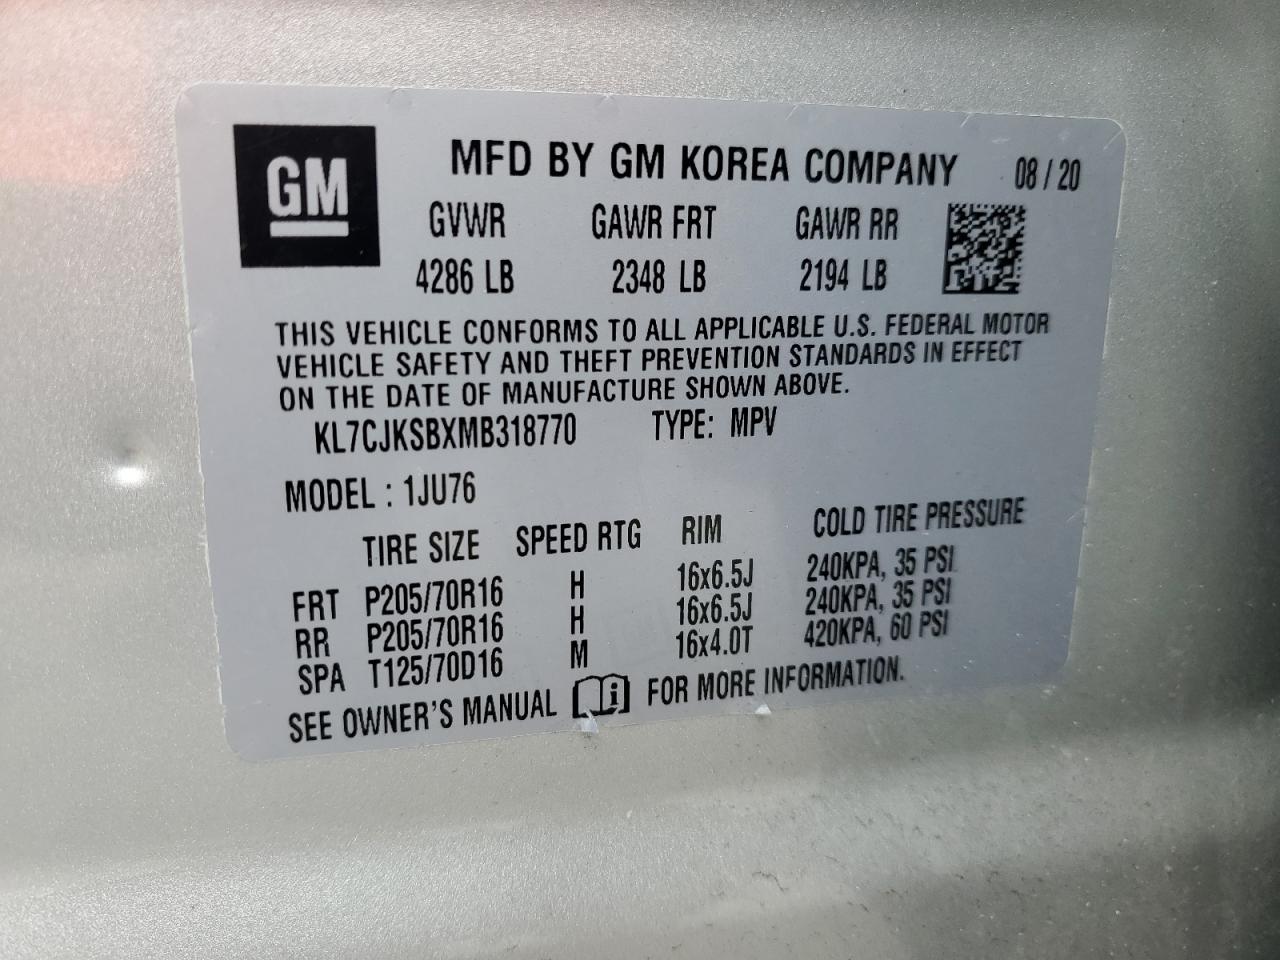 GM
MFD BY GM KOREA COMPANY 08 / 20
GVWR GAWR FRT GAWR RR
4286 LB 2348 LB 2194 LB
THIS VEHICLE CONFORMS TO ALL APPLICABLE U.S. FEDERAL MOTOR
VEHICLE SAFETY AND THEFT PREVENTION STANDARDS IN EFFECT
ON THE DATE OF MANUFACTURE SHOWN ABOVE.
KL7CJKSBXMB318770 TYPE: MPV
MODEL : 1JU76
TIRE SIZE SPEED RTG RIM COLD TIRE PRESSURE
FRT P205/70R16 H 16x6.5J 240KPA, 35 PSI
RR P205/70R16 H 16x6.5J 240KPA, 35 PSI
SPA T125/70D16 M 16x4.0T 420KPA, 60 PSI
SEE OWNER'S MANUAL i FOR MORE INFORMATION.